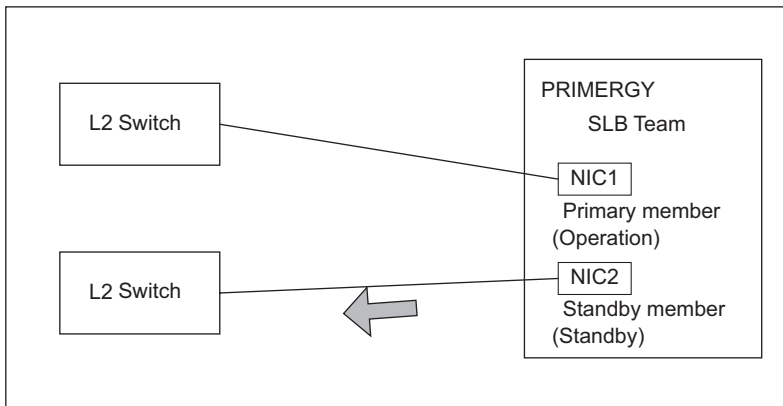 L2 Switch
L2 Switch
PRIMERGY
SLB Team
NIC1
Primary member
(Operation)
NIC2
Standby member
(Standby)